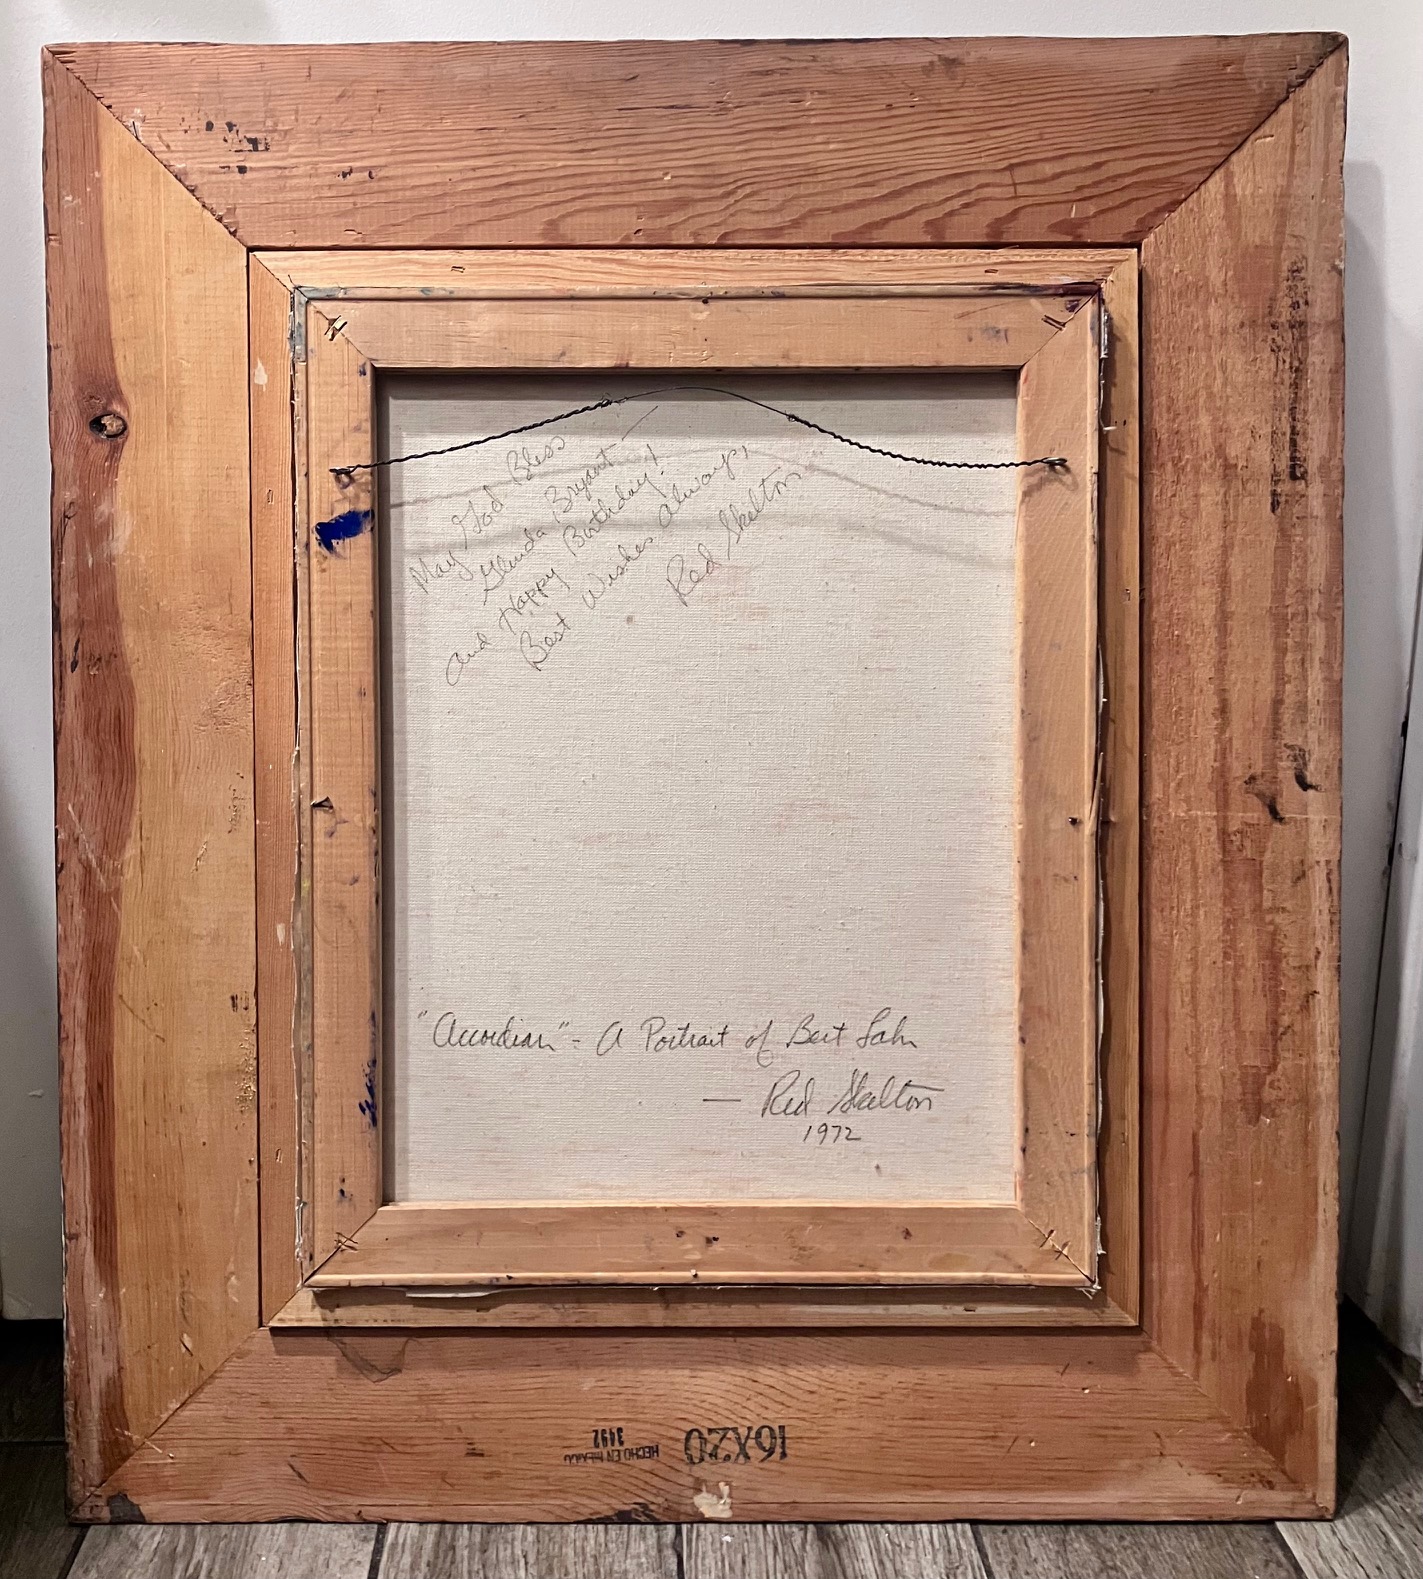 May God Bless
Glenda Bryant —
and Happy Birthday!
Best Wishes Always,
Red Skelton
"Accordian" - A Portrait of Bert Lahr
— Red Skelton
1972
16X20
HECHO EN MEXICO
3492